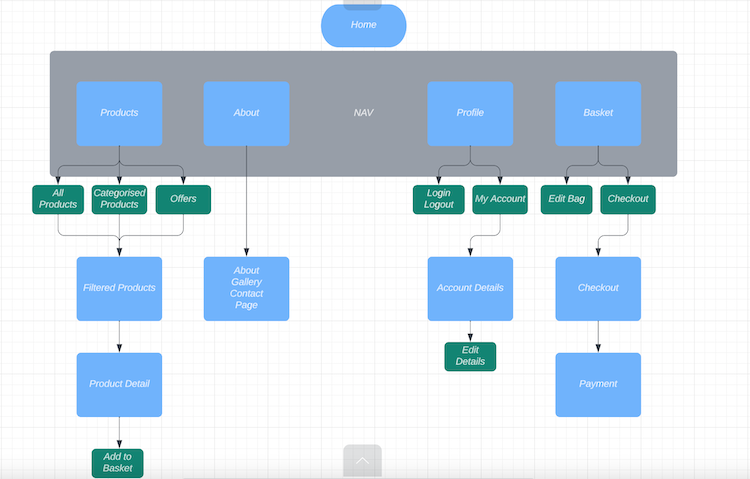 Home
Products
About
NAV
Profile
Basket
All
Products
Categorised
Products
Offers
Login
Logout
My Account
Edit Bag
Checkout
Filtered Products
About
Gallery
Contact
Page
Account Details
Checkout
Edit
Details
Product Detail
Payment
Add to
Basket